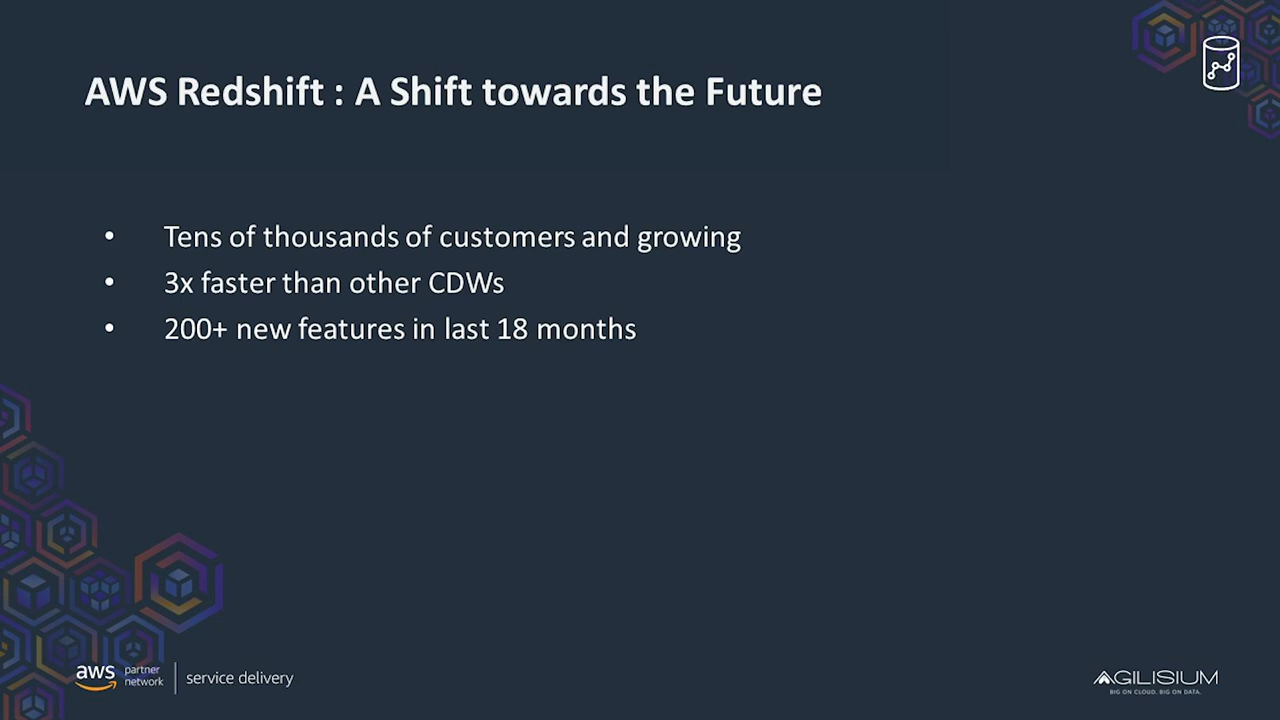 AWS Redshift : A Shift towards the Future
• Tens of thousands of customers and growing
• 3x faster than other CDWs
• 200+ new features in last 18 months
aws partner network | service delivery
AGILISIUM
BIG ON CLOUD. BIG ON DATA.